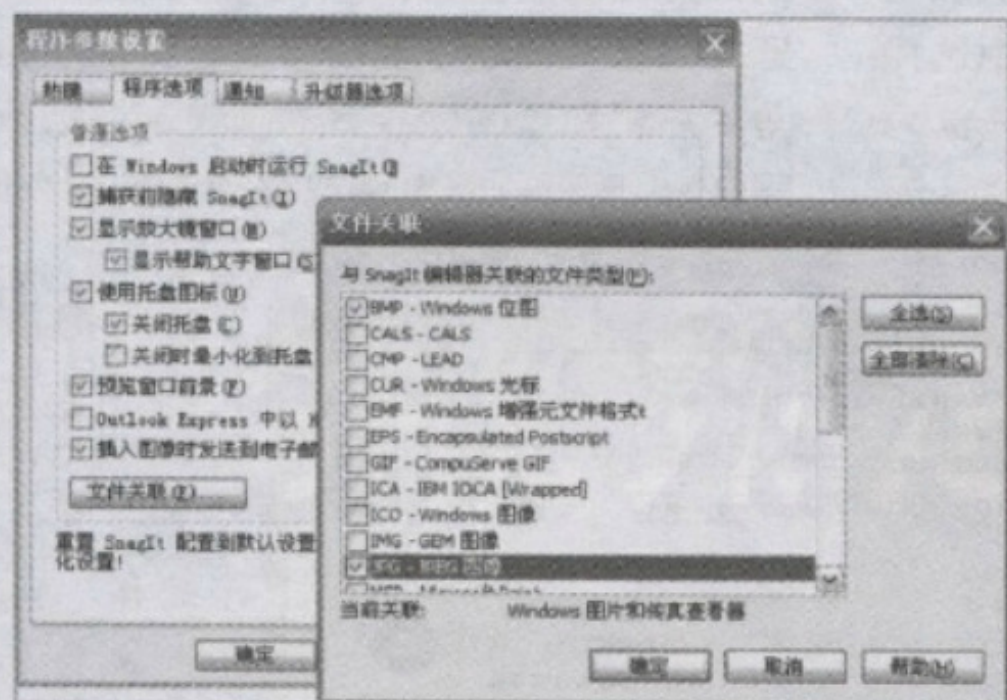 程序参数设置
热键 程序选项 通知 升级器选项
普通选项
在 Windows 启动时运行 SnagIt
捕获前隐藏 SnagIt(I)
显示放大镜窗口(M)
显示帮助文字窗口(S
使用托盘图标(U)
关闭托盘(C)
关闭时最小化到托盘
预览窗口前景(F)
Outlook Express 中以
插入图像时发送到电子邮
文件关联(E)...
重置 SnagIt 配置到默认设置
化设置!
确定
文件关联
与 SnagIt 编辑器关联的文件类型(F):
BMP - Windows 位图
CALS - CALS
CMP - LEAD
CUR - Windows 光标
EMF - Windows 增强元文件格式t
EPS - Encapsulated Postscript
GIF - CompuServe GIF
ICA - IBM IOCA [Wrapped]
ICO - Windows 图像
IMG - GEM 图像
JPG - JPEG 图像
全选(S)
全部清除(C)
当前关联: Windows 图片和传真查看器
确定 取消 帮助(H)